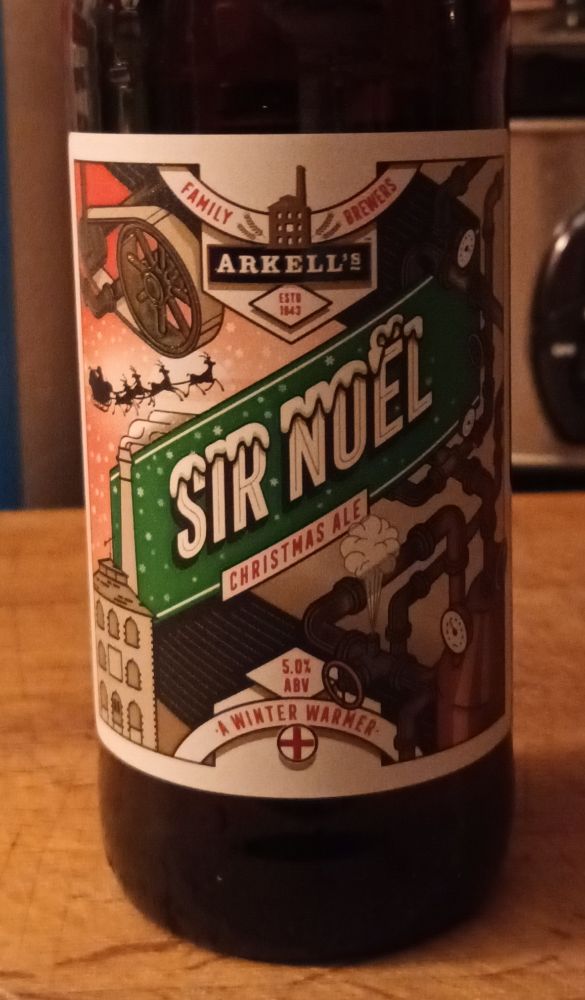 FAMILY BREWERS
ARKELL'S
ESTD
1843
SIR NOËL
CHRISTMAS ALE
5.0%
ABV
·A WINTER WARMER·